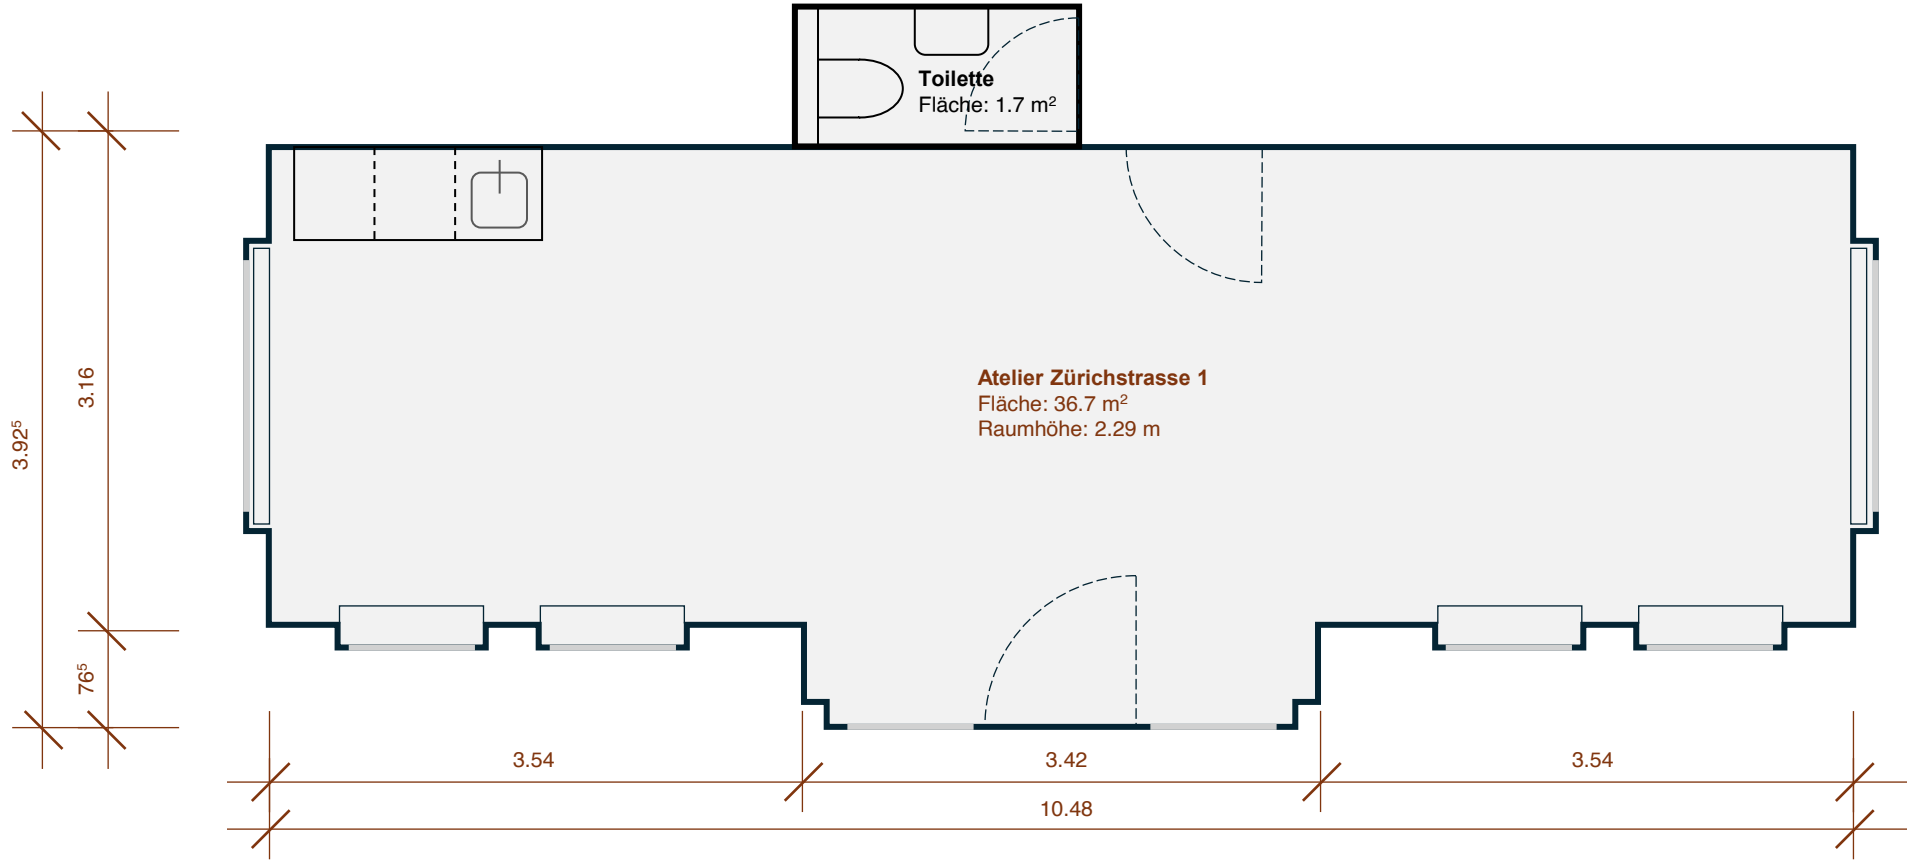 Toilette
Fläche: 1.7 m²
3.16
3.92⁵
Atelier Zürichstrasse 1
Fläche: 36.7 m²
Raumhöhe: 2.29 m
76⁵
3.54
3.42
3.54
10.48